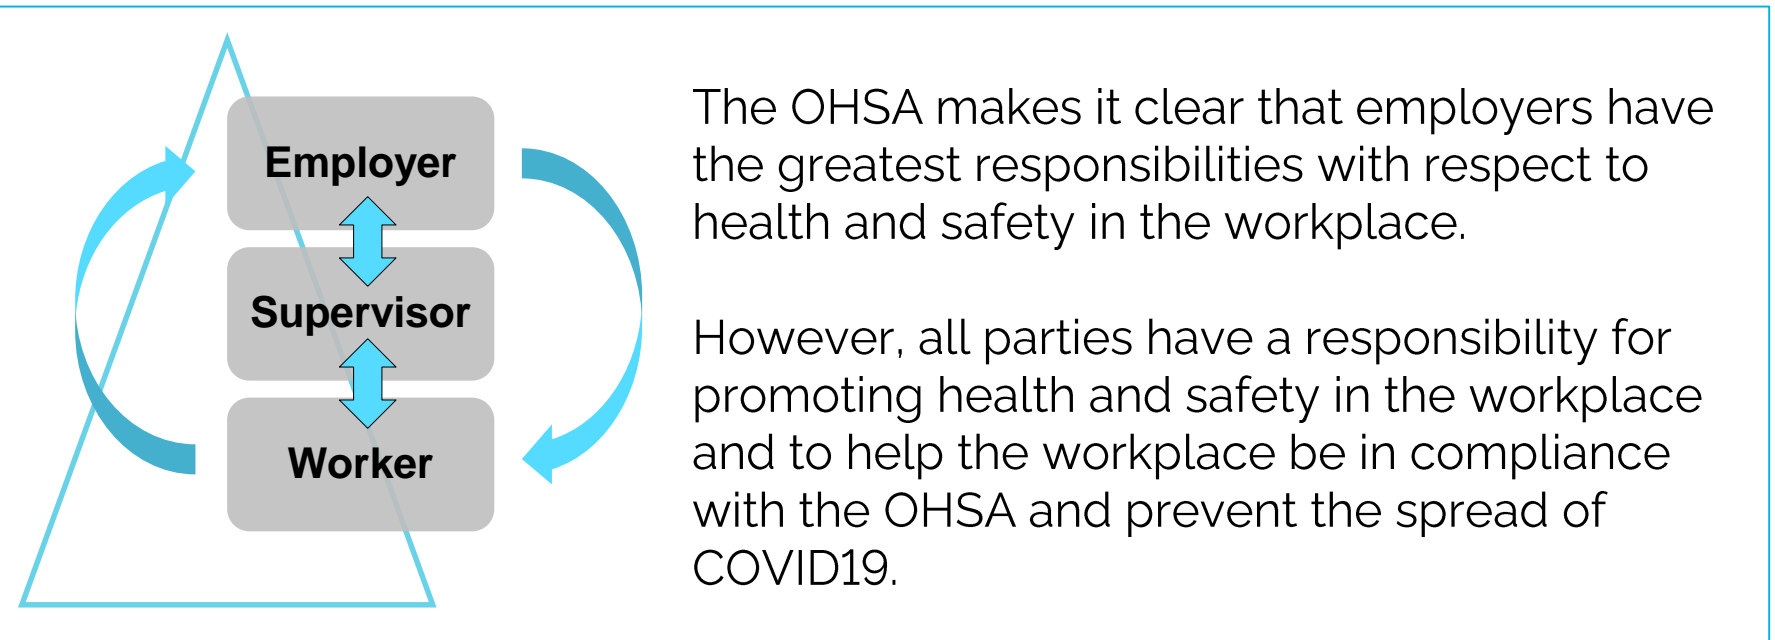 Employer
Supervisor
Worker
The OHSA makes it clear that employers have
the greatest responsibilities with respect to
health and safety in the workplace.
However, all parties have a responsibility for
promoting health and safety in the workplace
and to help the workplace be in compliance
with the OHSA and prevent the spread of
COVID19.